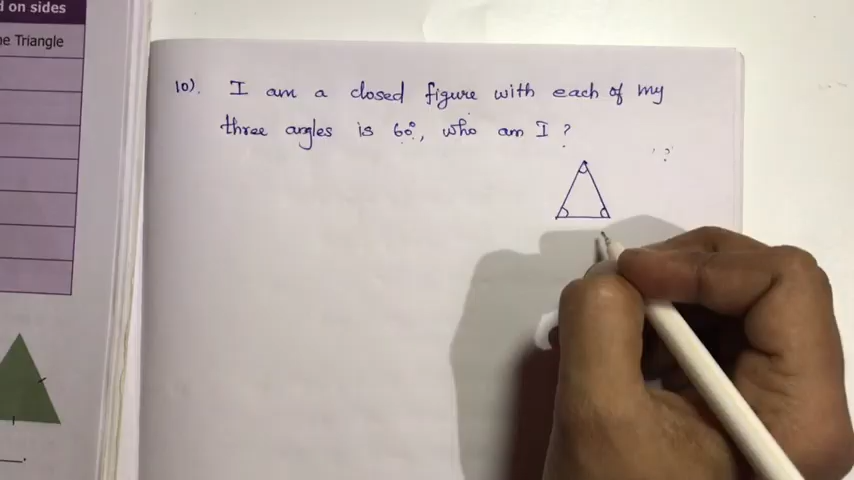 d on sides
e Triangle
10). I am a closed figure with each of my
three angles is 60°, who am I ?